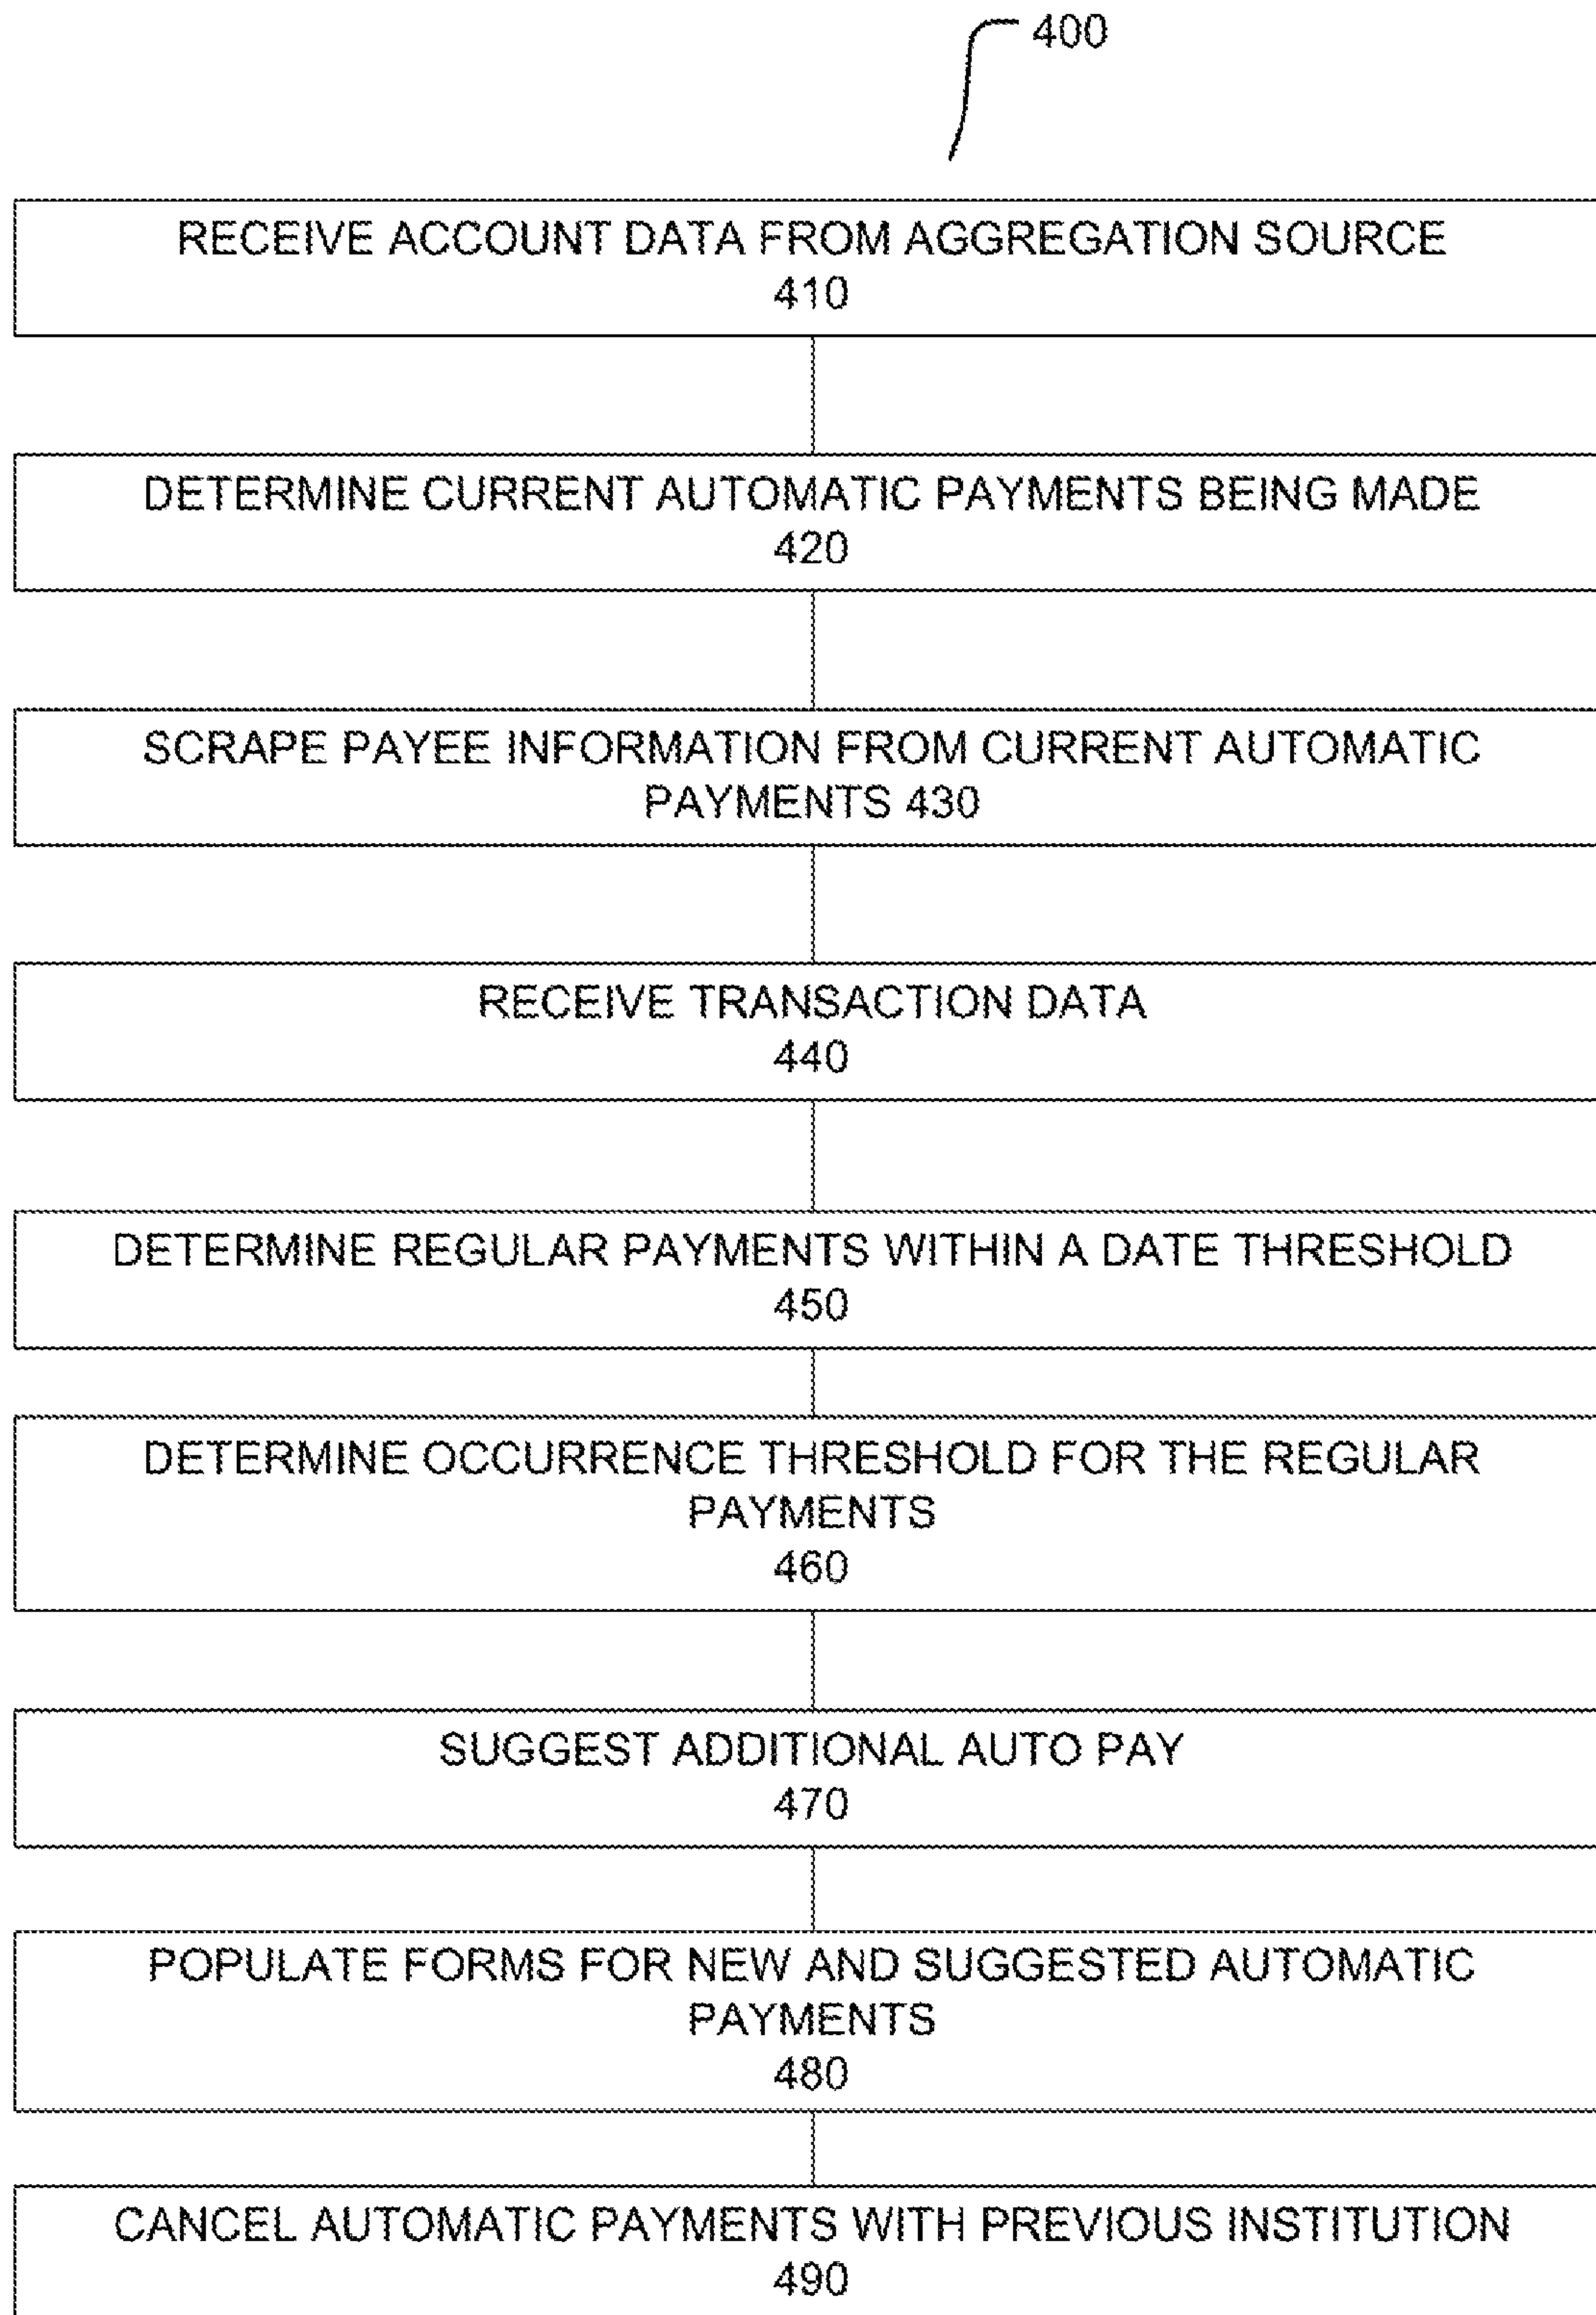 400
RECEIVE ACCOUNT DATA FROM AGGREGATION SOURCE
410
DETERMINE CURRENT AUTOMATIC PAYMENTS BEING MADE
420
SCRAPE PAYEE INFORMATION FROM CURRENT AUTOMATIC
PAYMENTS 430
RECEIVE TRANSACTION DATA
440
DETERMINE REGULAR PAYMENTS WITHIN A DATE THRESHOLD
450
DETERMINE OCCURRENCE THRESHOLD FOR THE REGULAR
PAYMENTS
460
SUGGEST ADDITIONAL AUTO PAY
470
POPULATE FORMS FOR NEW AND SUGGESTED AUTOMATIC
PAYMENTS
480
CANCEL AUTOMATIC PAYMENTS WITH PREVIOUS INSTITUTION
490